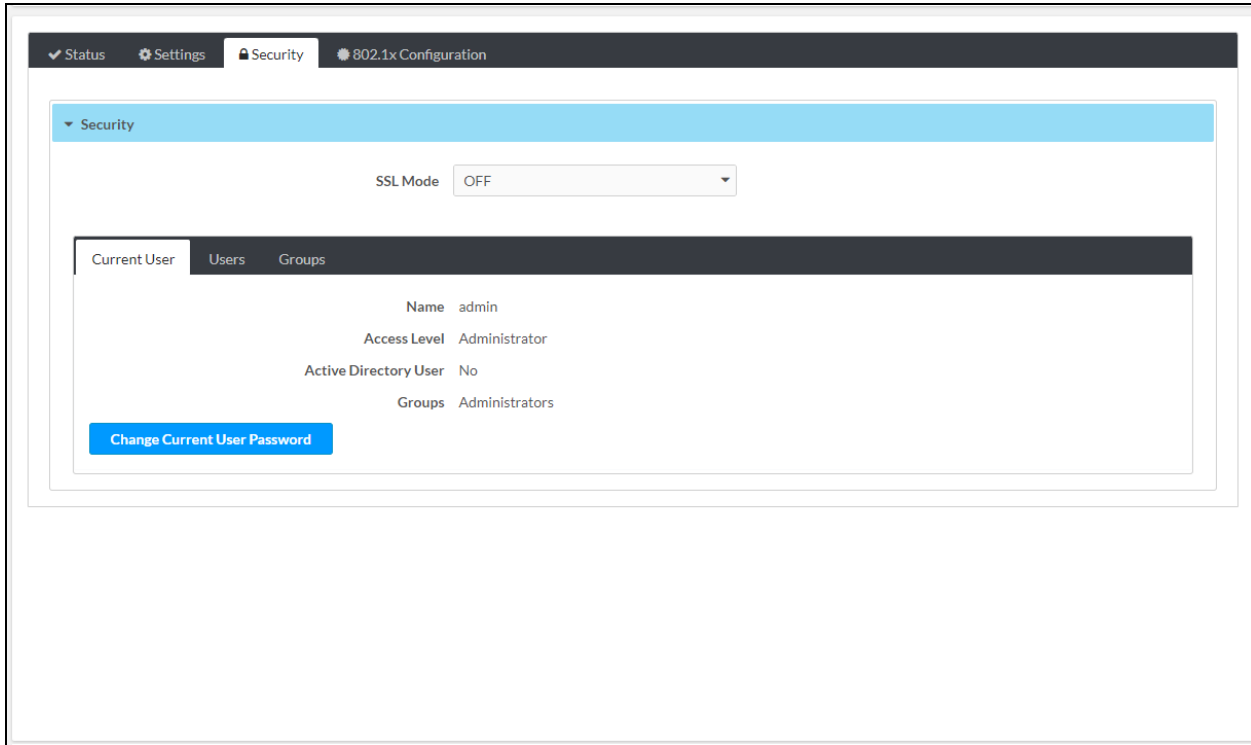 Status Settings Security 802.1x Configuration
Security
SSL Mode OFF
Current User Users Groups
Name admin
Access Level Administrator
Active Directory User No
Groups Administrators
Change Current User Password